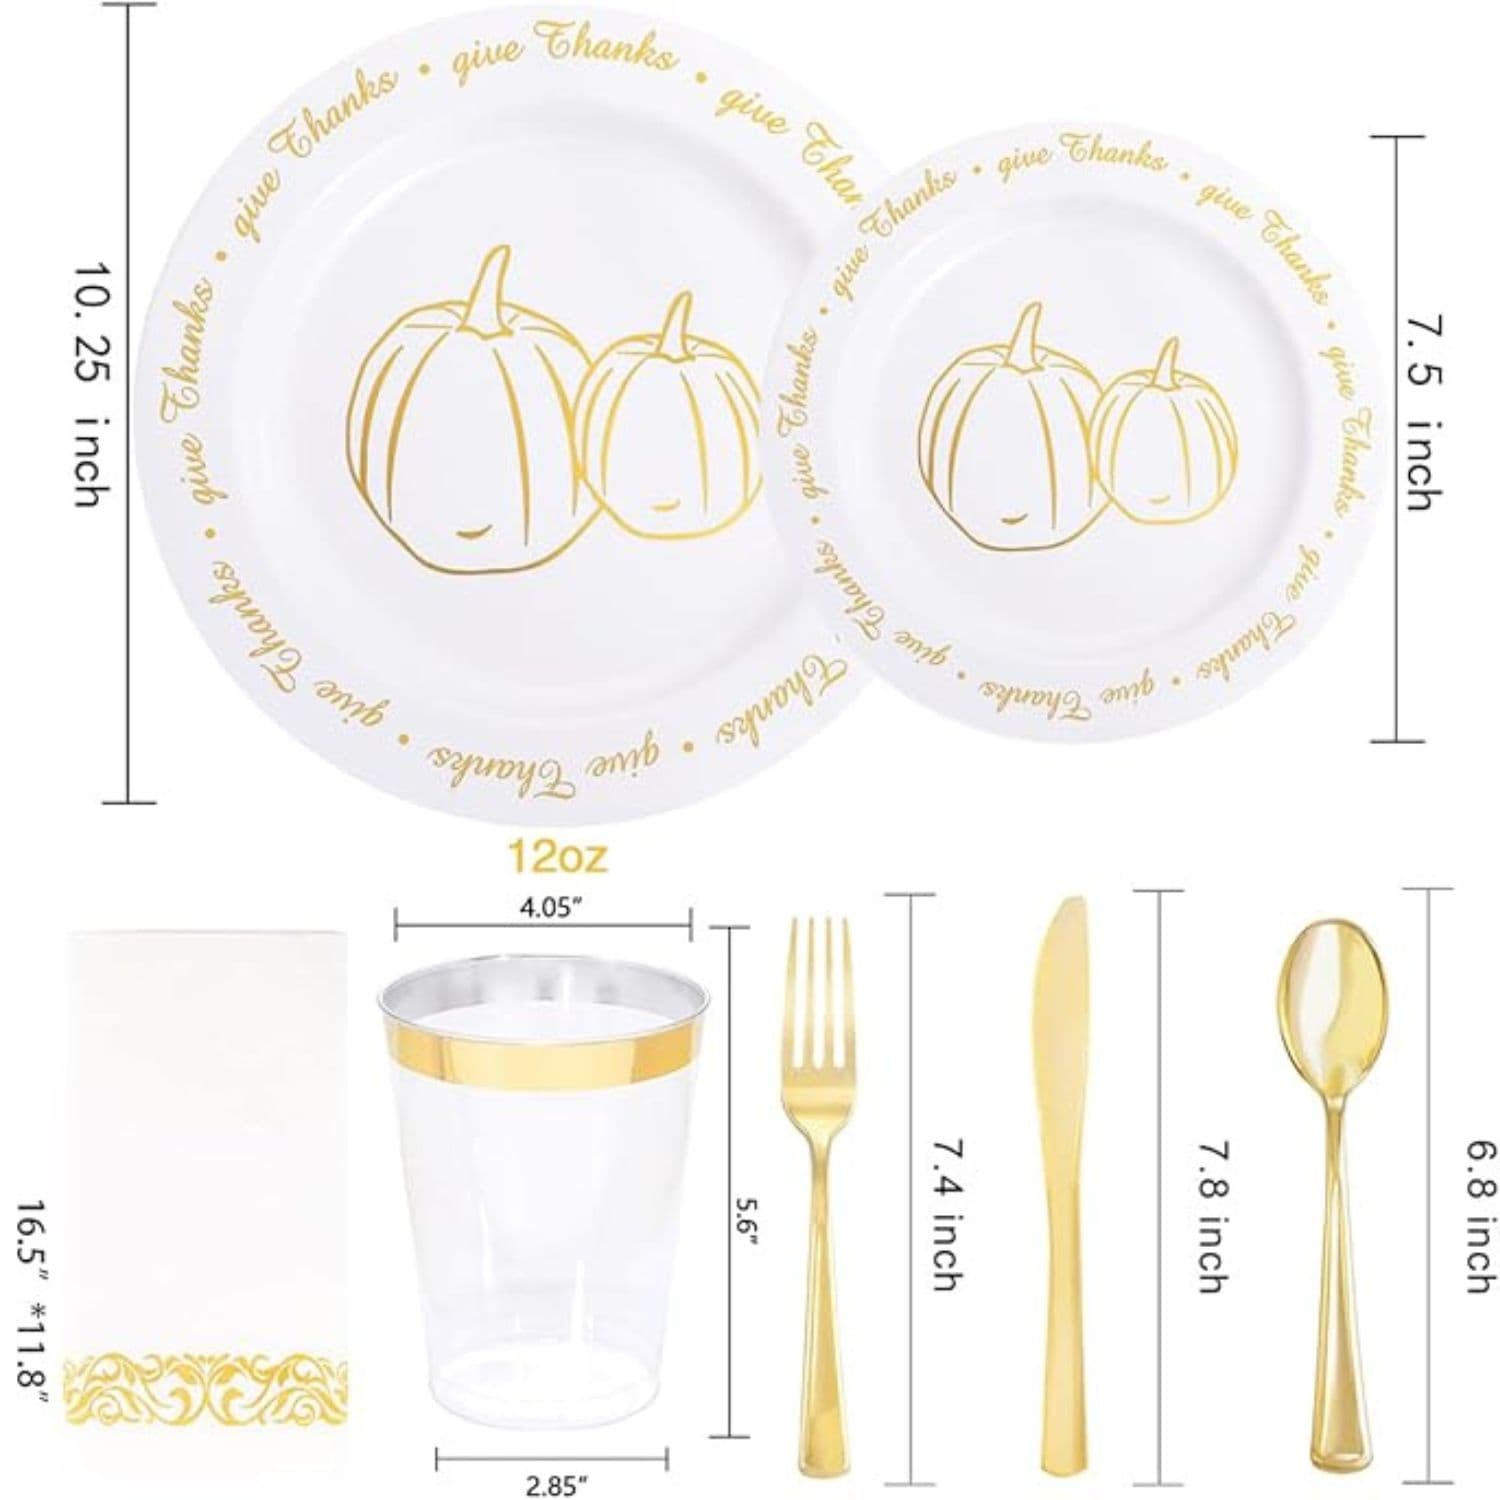 give Thanks • give Thanks • give Thanks • give Thanks • give Thanks • give Thanks • Thanks
10. 25 inch
give Thanks • give Thanks • give Thanks • give Thanks • give Thanks • give Thanks • give Thanks • give Thanks • give Thanks
7. 5 inch
12oz
4.05"
5.6"
2.85"
16.5" *11.8"
7.4 inch
7.8 inch
6.8 inch